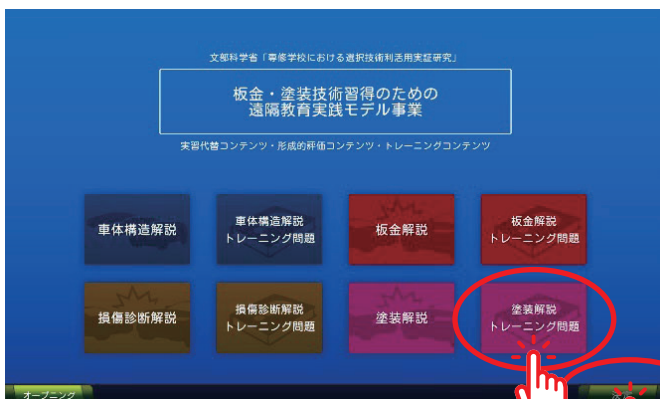 文部科学省「専修学校における遠隔技術利活用実証研究」
板金・塗装技術習得のための
遠隔教育実践モデル事業
実習代替コンテンツ・形成的評価コンテンツ・トレーニングコンテンツ
車体構造解説
車体構造解説
トレーニング問題
板金解説
板金解説
トレーニング問題
損傷診断解説
損傷診断解説
トレーニング問題
塗装解説
塗装解説
トレーニング問題
オープニング